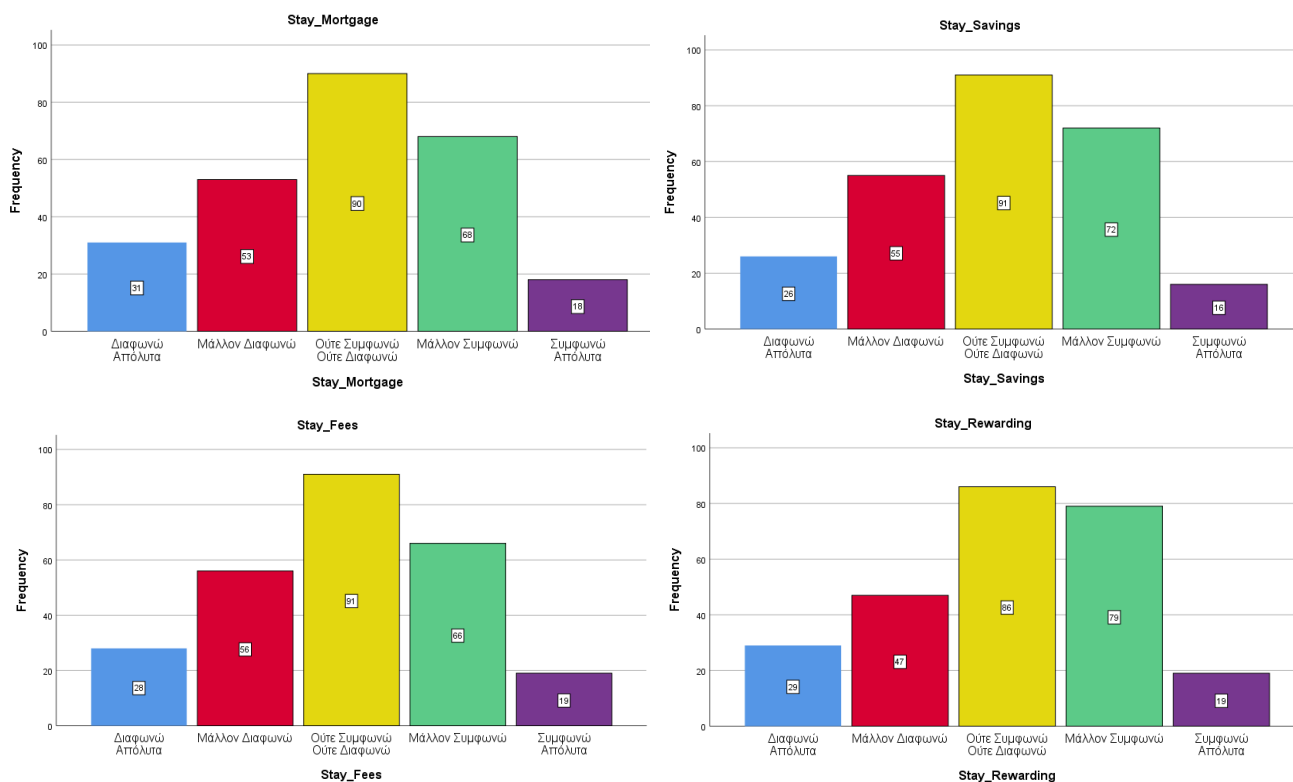 Stay_Mortgage
Frequency
100
80
60
40
20
0
31
53
90
68
18
Διαφωνώ
Απόλυτα
Μάλλον Διαφωνώ
Ούτε Συμφωνώ
Ούτε Διαφωνώ
Μάλλον Συμφωνώ
Συμφωνώ
Απόλυτα
Stay_Mortgage
Stay_Savings
Frequency
100
80
60
40
20
0
26
55
91
72
16
Διαφωνώ
Απόλυτα
Μάλλον Διαφωνώ
Ούτε Συμφωνώ
Ούτε Διαφωνώ
Μάλλον Συμφωνώ
Συμφωνώ
Απόλυτα
Stay_Savings
Stay_Fees
Frequency
100
80
60
40
20
0
28
56
91
66
19
Διαφωνώ
Απόλυτα
Μάλλον Διαφωνώ
Ούτε Συμφωνώ
Ούτε Διαφωνώ
Μάλλον Συμφωνώ
Συμφωνώ
Απόλυτα
Stay_Fees
Stay_Rewarding
Frequency
100
80
60
40
20
0
29
47
86
79
19
Διαφωνώ
Απόλυτα
Μάλλον Διαφωνώ
Ούτε Συμφωνώ
Ούτε Διαφωνώ
Μάλλον Συμφωνώ
Συμφωνώ
Απόλυτα
Stay_Rewarding